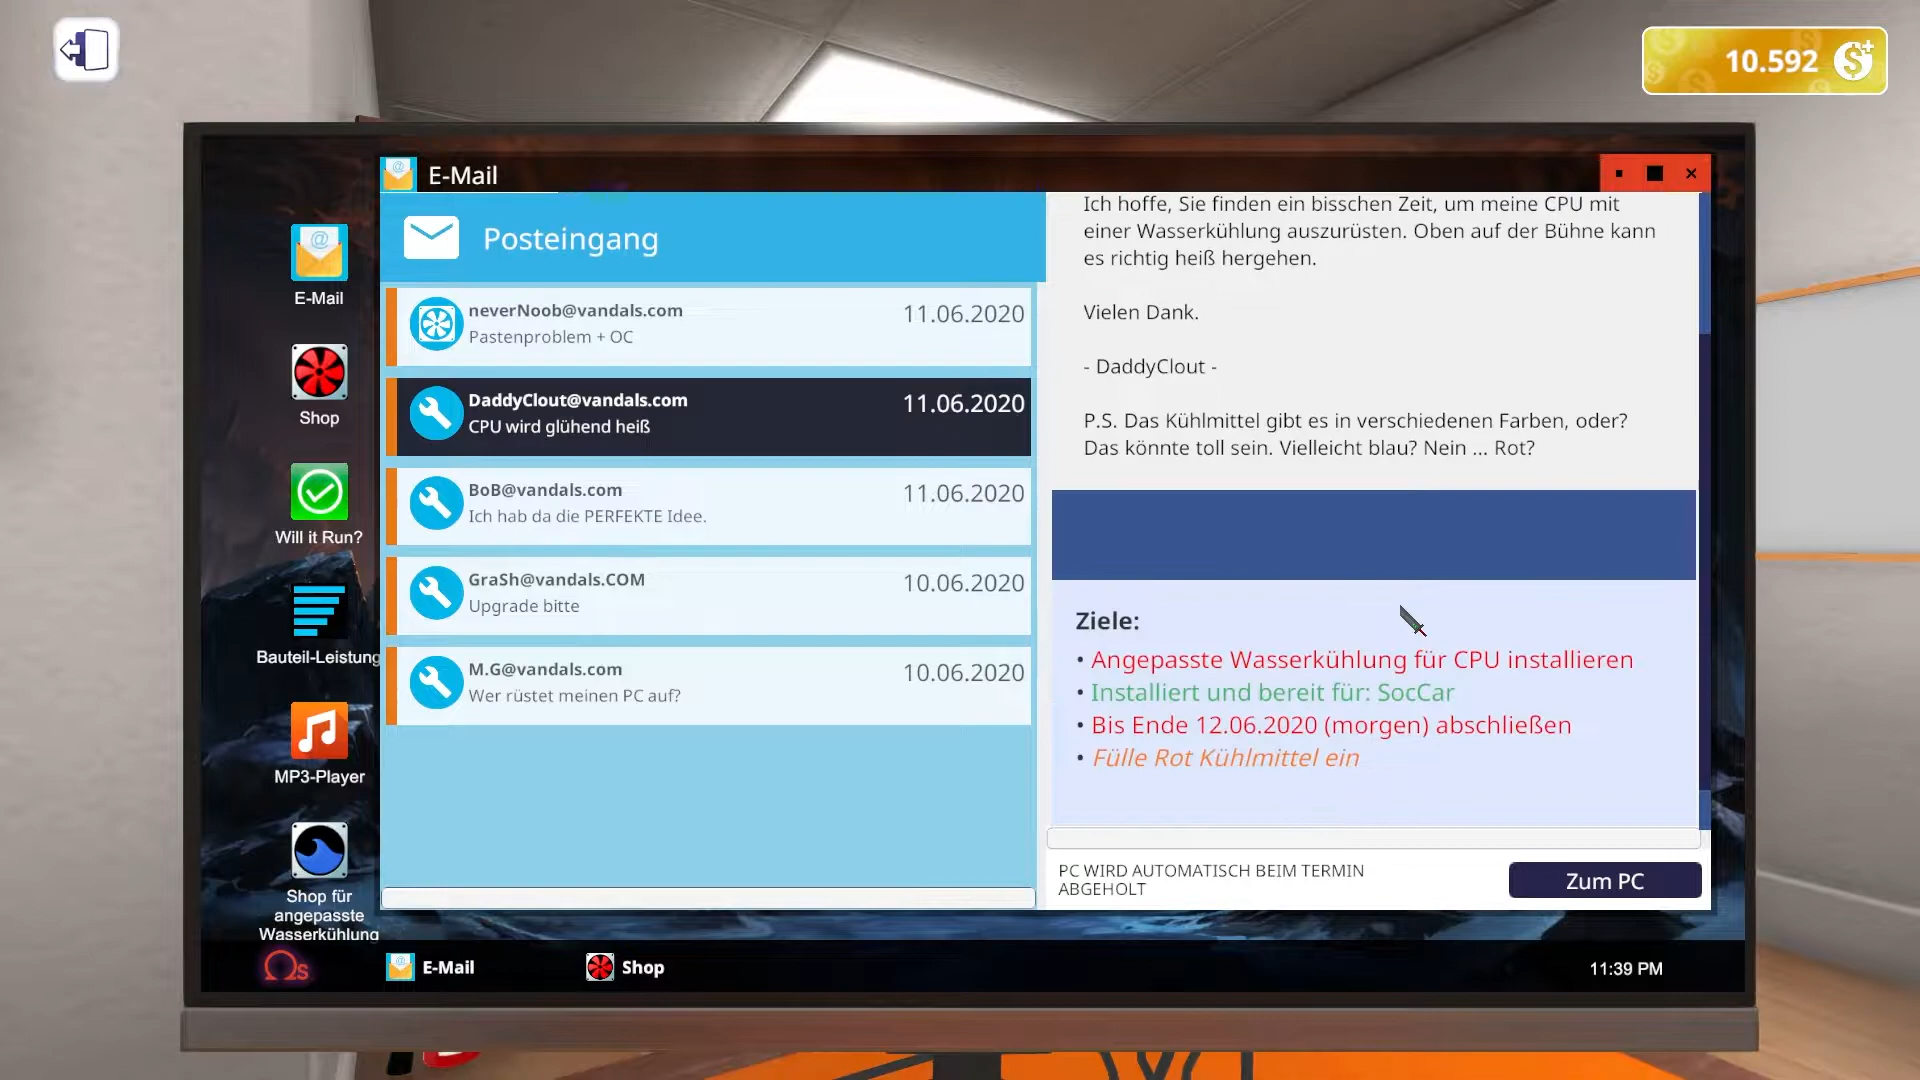 10.592
E-Mail
Posteingang
neverNoob@vandals.com
11.06.2020
Pastenproblem + OC
DaddyClout@vandals.com
11.06.2020
CPU wird glühend heiß
BoB@vandals.com
11.06.2020
Ich hab da die PERFEKTE Idee.
GraSh@vandals.COM
10.06.2020
Upgrade bitte
M.G@vandals.com
10.06.2020
Wer rüstet meinen PC auf?
Ich hoffe, Sie finden ein bisschen Zeit, um meine CPU mit
einer Wasserkühlung auszurüsten. Oben auf der Bühne kann
es richtig heiß hergehen.
Vielen Dank.
- DaddyClout -
P.S. Das Kühlmittel gibt es in verschiedenen Farben, oder?
Das könnte toll sein. Vielleicht blau? Nein ... Rot?
Ziele:
• Angepasste Wasserkühlung für CPU installieren
• Installiert und bereit für: SocCar
• Bis Ende 12.06.2020 (morgen) abschließen
• Fülle Rot Kühlmittel ein
PC WIRD AUTOMATISCH BEIM TERMIN
ABGEHOLT
Zum PC
E-Mail
Shop
Will it Run?
Bauteil-Leistung
MP3-Player
Shop für
angepasste
Wasserkühlung
Ωs
E-Mail
Shop
11:39 PM